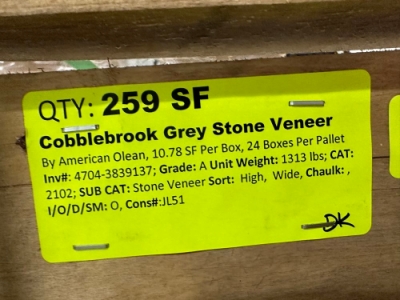 QTY: 259 SF
Cobblebrook Grey Stone Veneer
By American Olean, 10.78 SF Per Box, 24 Boxes Per Pallet
Inv#: 4704-3839137; Grade: A Unit Weight: 1313 lbs; CAT:
2102; SUB CAT: Stone Veneer Sort: High, Wide, Chaulk: ,
I/O/D/SM: O, Cons#:JL51
DK